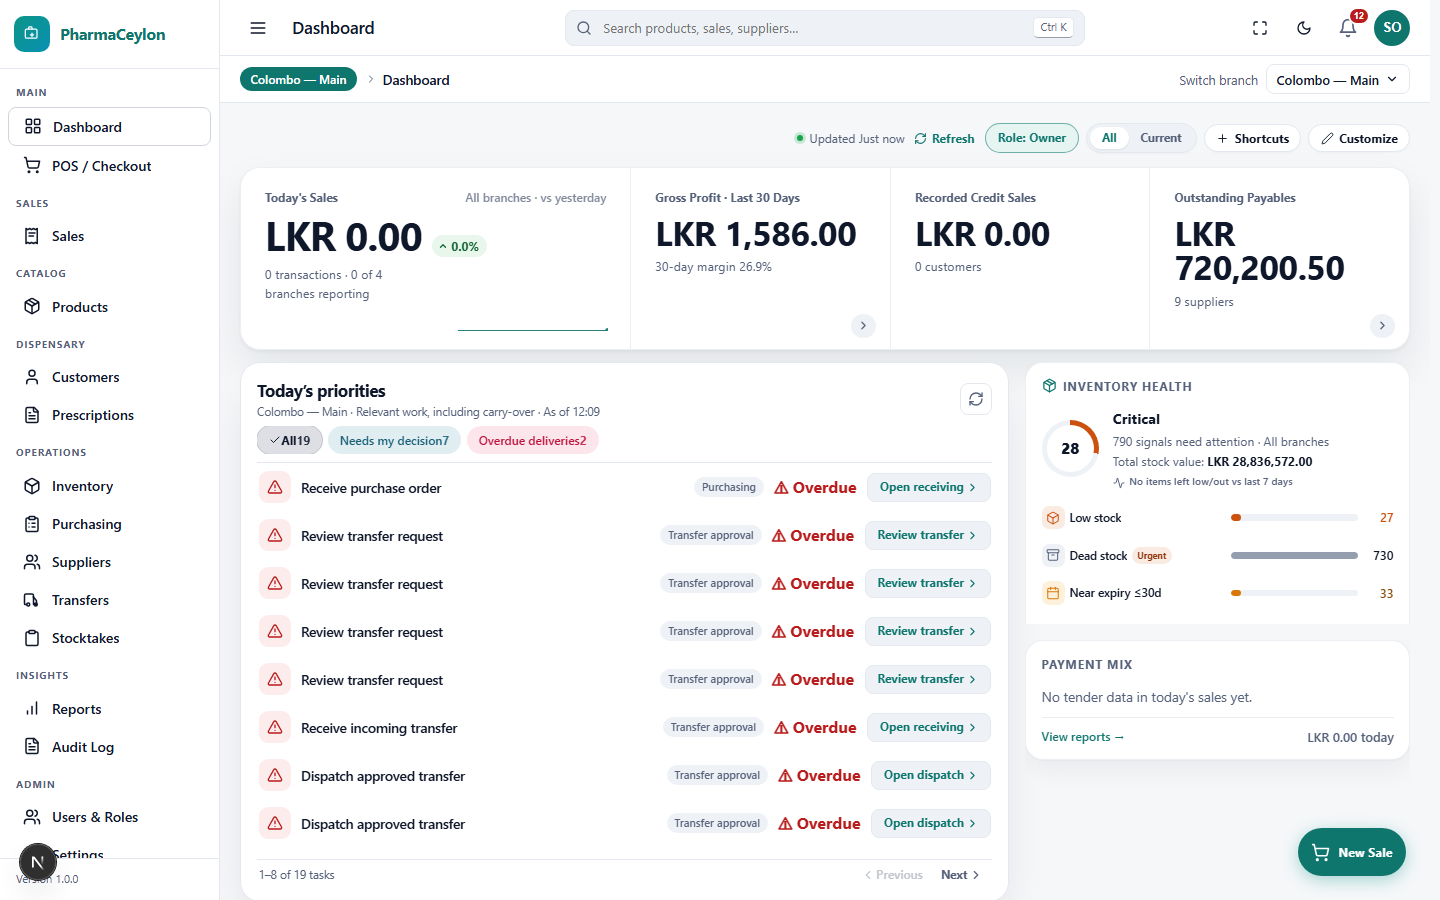 PharmaCeylon
Dashboard
Search products, sales, suppliers...
Ctrl K
12
SO
MAIN
Dashboard
POS / Checkout
SALES
Sales
CATALOG
Products
DISPENSARY
Customers
Prescriptions
OPERATIONS
Inventory
Purchasing
Suppliers
Transfers
Stocktakes
INSIGHTS
Reports
Audit Log
ADMIN
Users & Roles
Settings
N
Version 1.0.0
Colombo — Main
Dashboard
Switch branch
Colombo — Main
Updated Just now
Refresh
Role: Owner
All
Current
+ Shortcuts
Customize
Today's Sales
All branches · vs yesterday
LKR 0.00
0.0%
0 transactions · 0 of 4
branches reporting
Gross Profit · Last 30 Days
LKR 1,586.00
30-day margin 26.9%
Recorded Credit Sales
LKR 0.00
0 customers
Outstanding Payables
LKR
720,200.50
9 suppliers
Today’s priorities
Colombo — Main · Relevant work, including carry-over · As of 12:09
All19
Needs my decision7
Overdue deliveries2
Receive purchase order Purchasing Overdue Open receiving
Review transfer request Transfer approval Overdue Review transfer
Review transfer request Transfer approval Overdue Review transfer
Review transfer request Transfer approval Overdue Review transfer
Review transfer request Transfer approval Overdue Review transfer
Receive incoming transfer Transfer approval Overdue Open receiving
Dispatch approved transfer Transfer approval Overdue Open dispatch
Dispatch approved transfer Transfer approval Overdue Open dispatch
1–8 of 19 tasks
Previous
Next
INVENTORY HEALTH
28
Critical
790 signals need attention · All branches
Total stock value: LKR 28,836,572.00
No items left low/out vs last 7 days
Low stock 27
Dead stock Urgent 730
Near expiry ≤30d 33
PAYMENT MIX
No tender data in today's sales yet.
View reports →
LKR 0.00 today
New Sale